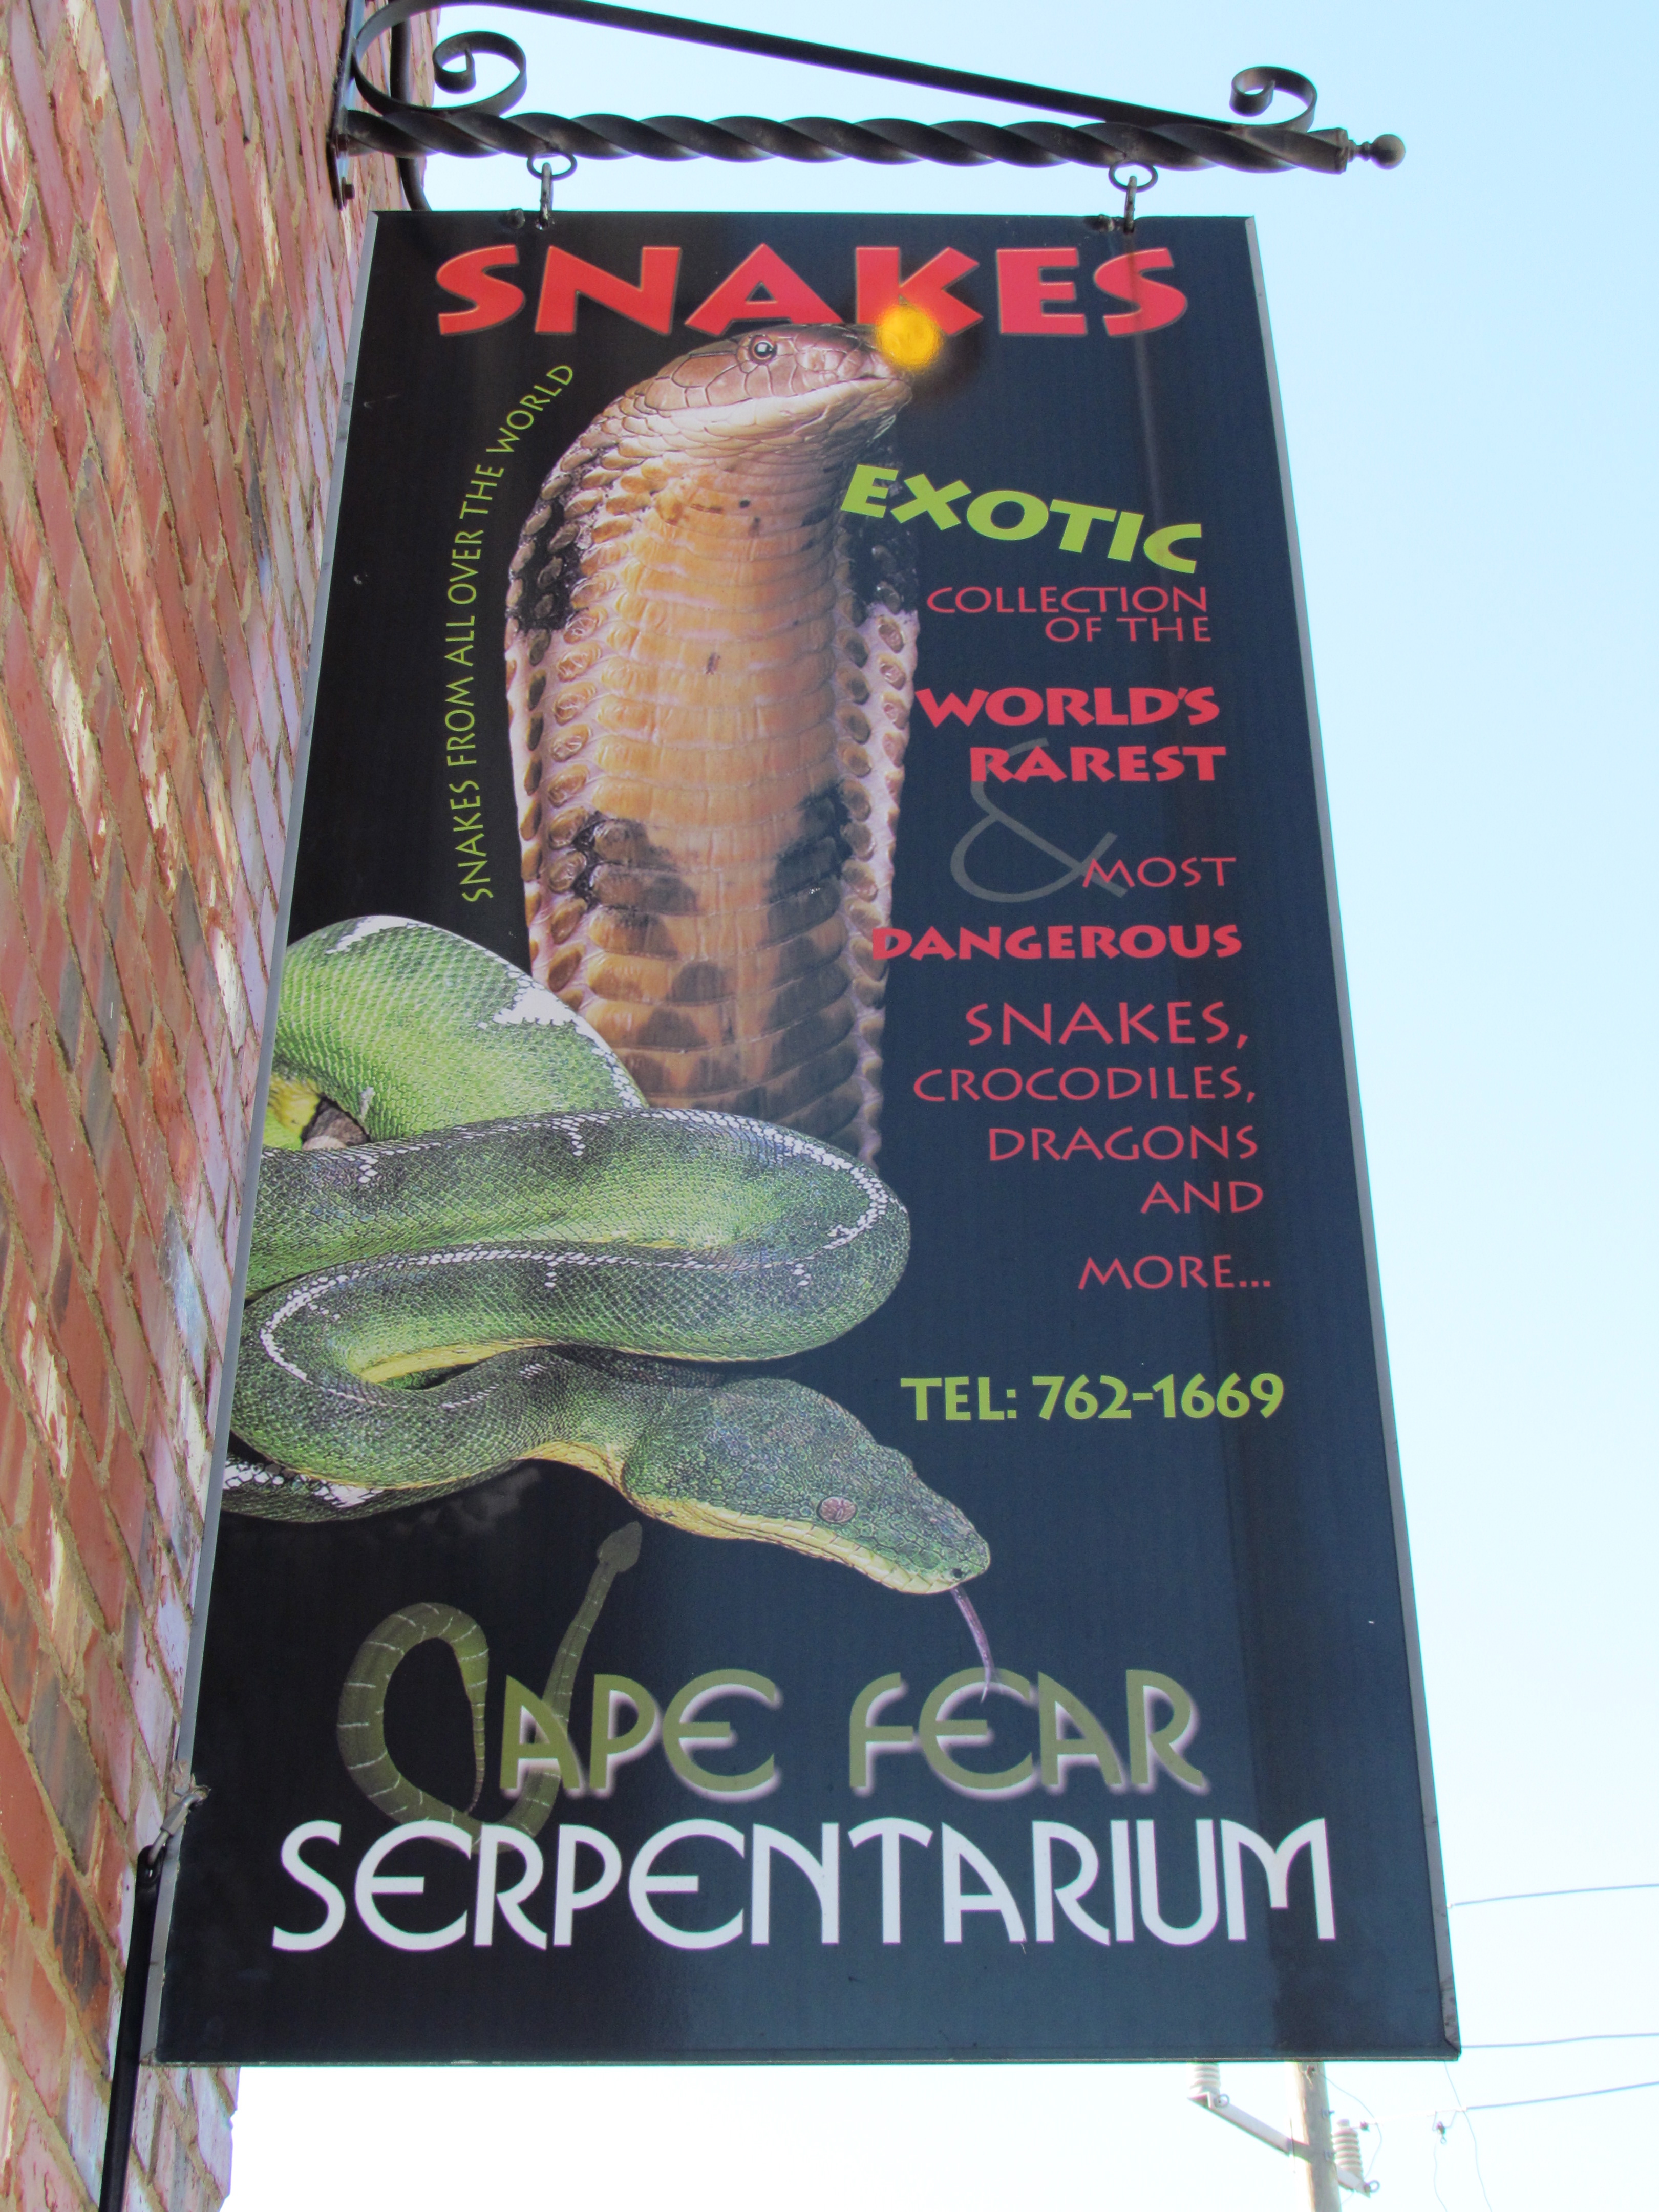 SNAKES
SNAKES FROM ALL OVER THE WORLD
EXOTIC
COLLECTION
OF THE
WORLD'S
RAREST
& MOST
DANGEROUS
SNAKES,
CROCODILES,
DRAGONS
AND
MORE...
TEL: 762-1669
CAPE FEAR
SERPENTARIUM